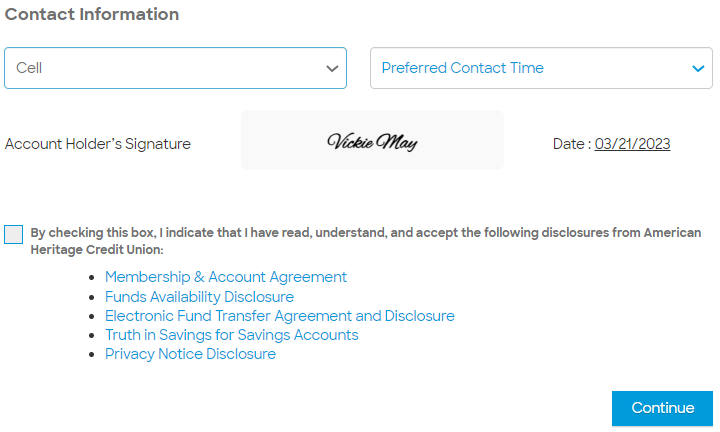 Contact Information
Cell
Preferred Contact Time
Account Holder's Signature
Vickie May
Date : 03/21/2023
By checking this box, I indicate that I have read, understand, and accept the following disclosures from American
Heritage Credit Union:
• Membership & Account Agreement
• Funds Availability Disclosure
• Electronic Fund Transfer Agreement and Disclosure
• Truth in Savings for Savings Accounts
• Privacy Notice Disclosure
Continue